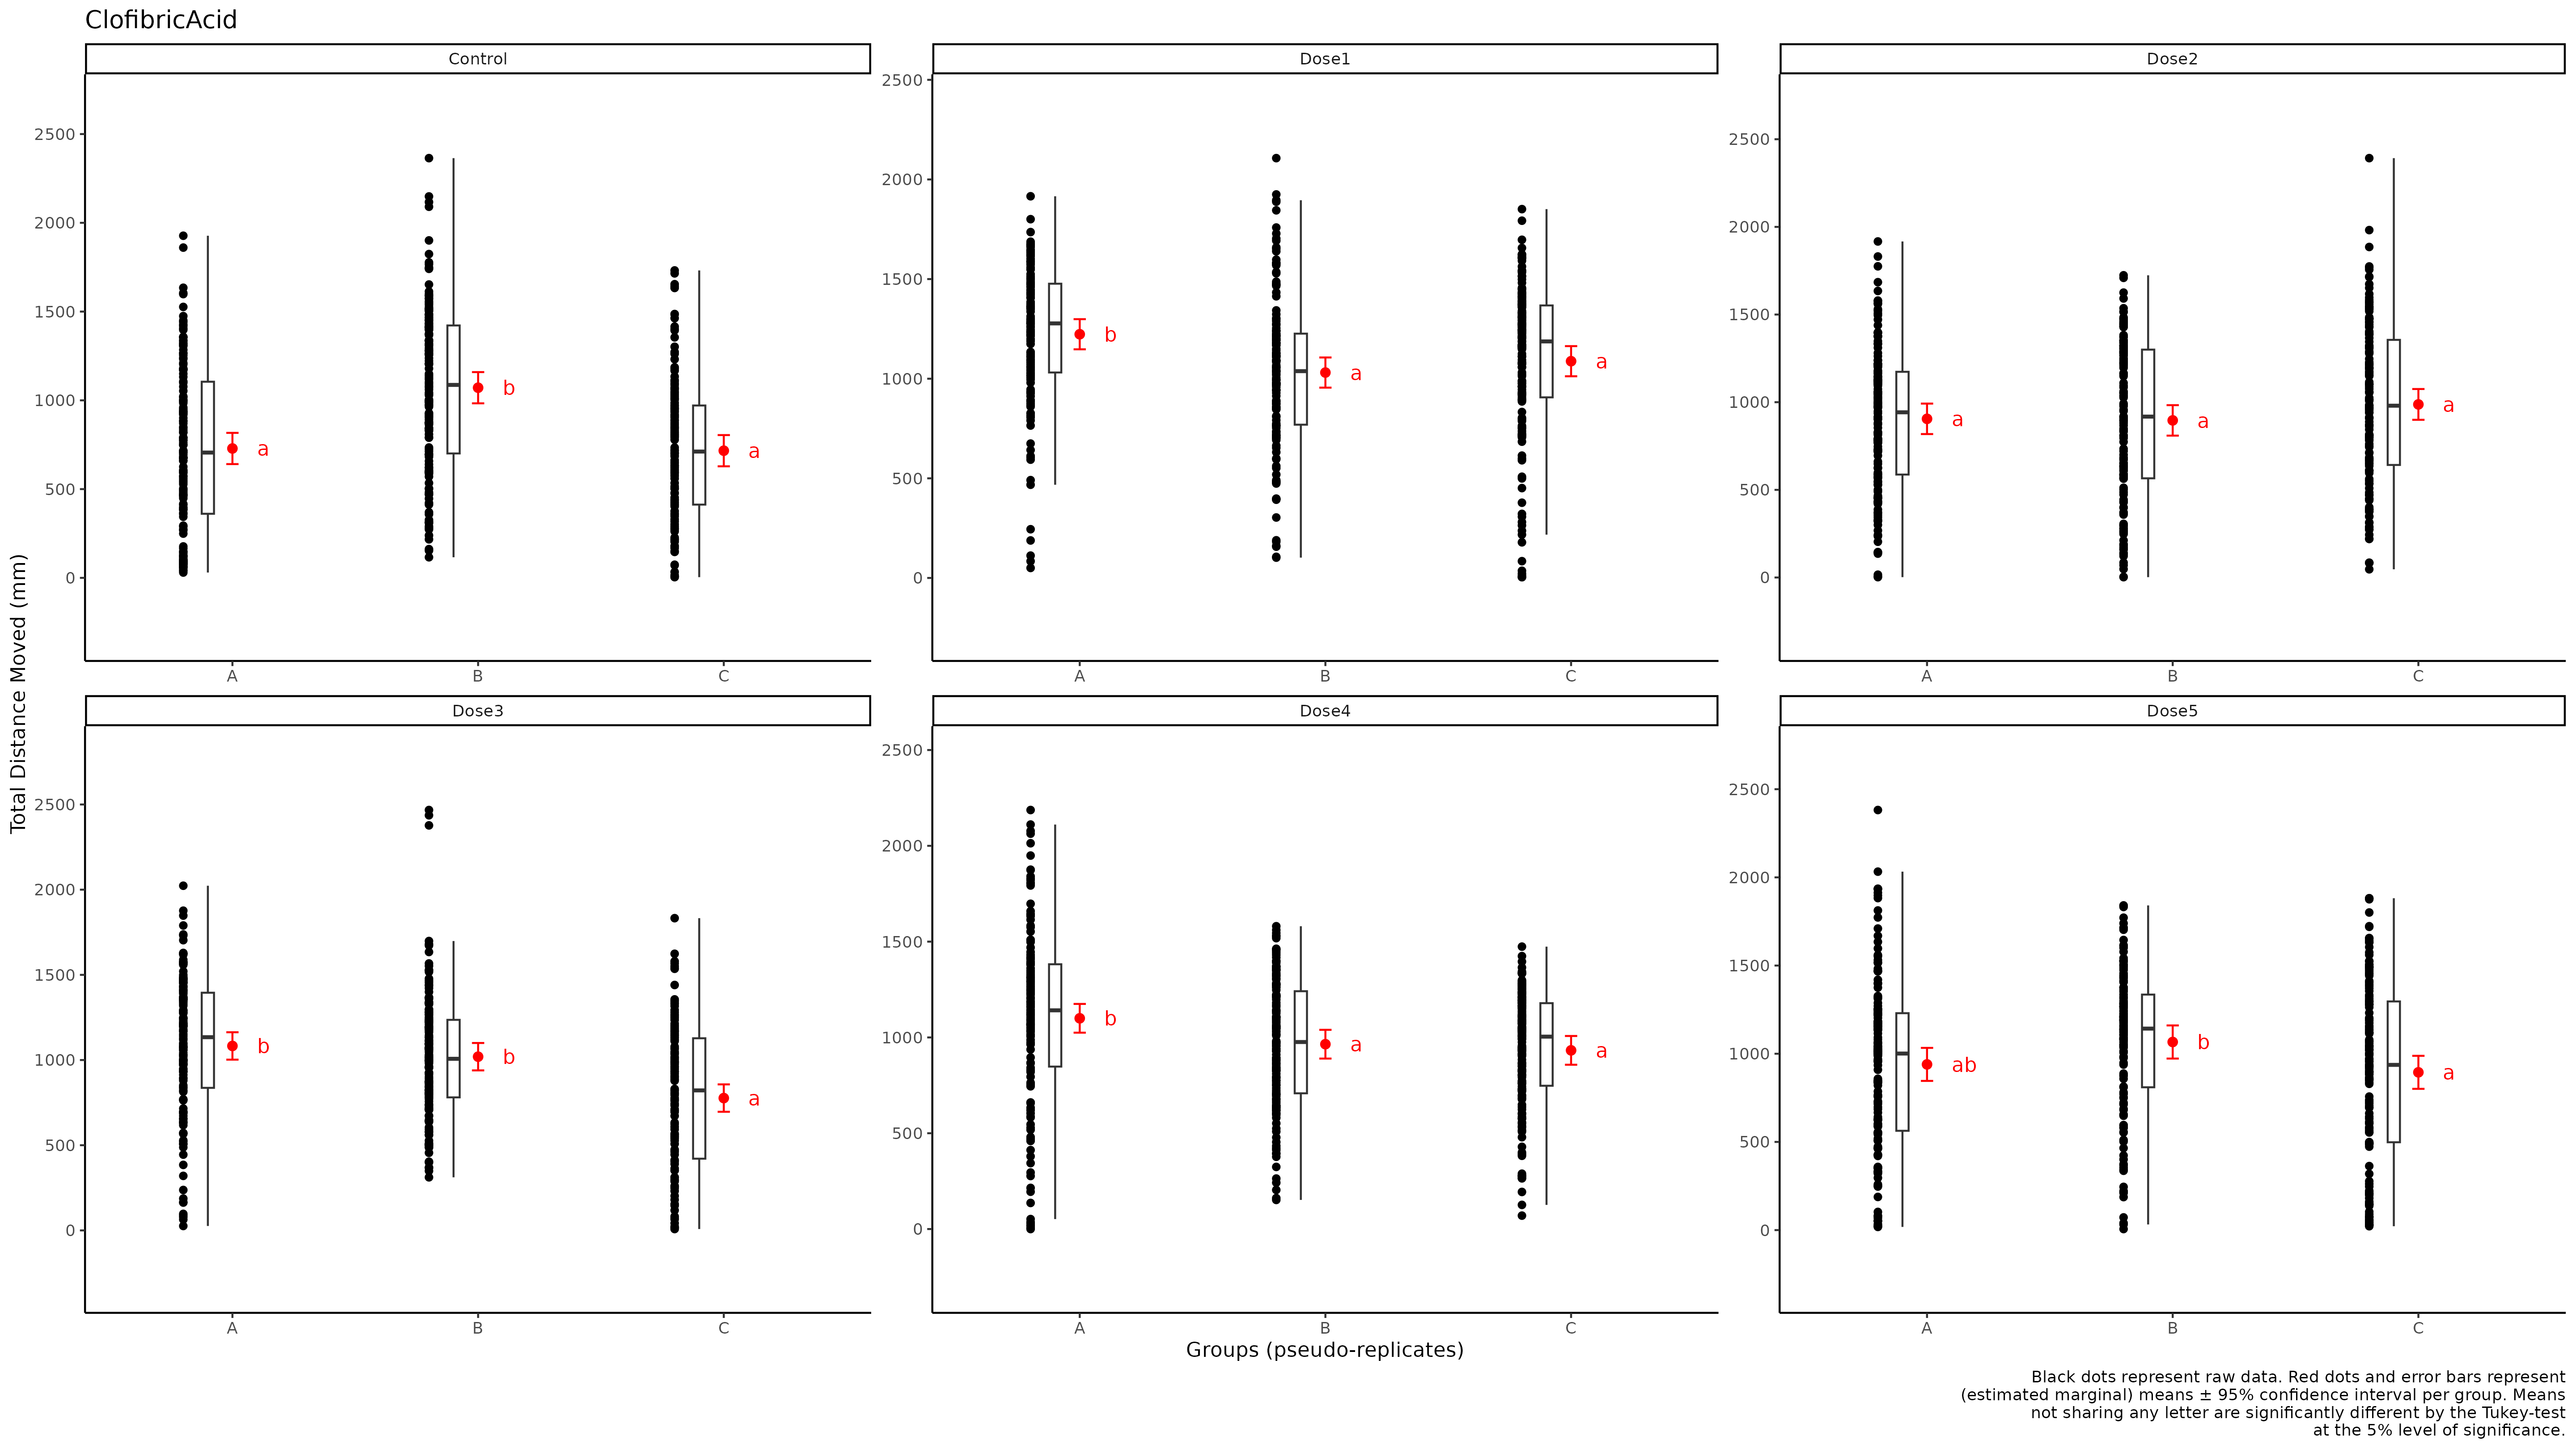 ClofibricAcid
Control
Dose1
Dose2
Total Distance Moved (mm)
2500
2000
1500
1000
500
0
b
a
a
A
B
C
2500
2000
1500
1000
500
0
b
a
a
A
B
C
2500
2000
1500
1000
500
0
a
a
a
A
B
C
Dose3
Dose4
Dose5
2500
2000
1500
1000
500
0
b
b
a
A
B
C
2500
2000
1500
1000
500
0
b
a
a
A
B
C
2500
2000
1500
1000
500
0
ab
b
a
A
B
C
Groups (pseudo-replicates)
Black dots represent raw data. Red dots and error bars represent
(estimated marginal) means ± 95% confidence interval per group. Means
not sharing any letter are significantly different by the Tukey-test
at the 5% level of significance.